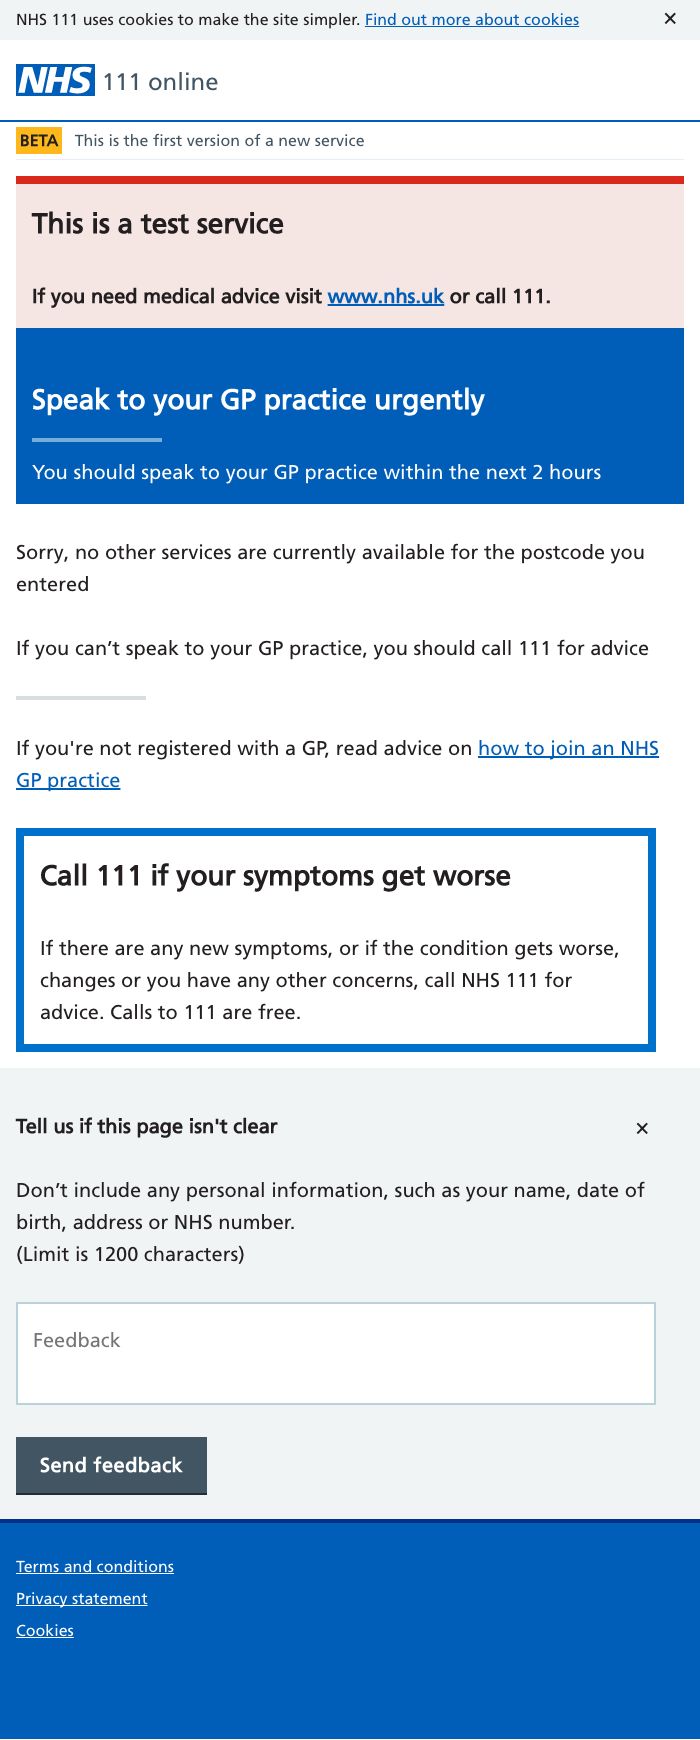 NHS 111 uses cookies to make the site simpler. Find out more about cookies ✕
NHS 111 online
BETA This is the first version of a new service
This is a test service
If you need medical advice visit www.nhs.uk or call 111.
Speak to your GP practice urgently
You should speak to your GP practice within the next 2 hours
Sorry, no other services are currently available for the postcode you
entered
If you can’t speak to your GP practice, you should call 111 for advice
If you're not registered with a GP, read advice on how to join an NHS
GP practice
Call 111 if your symptoms get worse
If there are any new symptoms, or if the condition gets worse,
changes or you have any other concerns, call NHS 111 for
advice. Calls to 111 are free.
Tell us if this page isn't clear ✕
Don’t include any personal information, such as your name, date of
birth, address or NHS number.
(Limit is 1200 characters)
Feedback
Send feedback
Terms and conditions
Privacy statement
Cookies